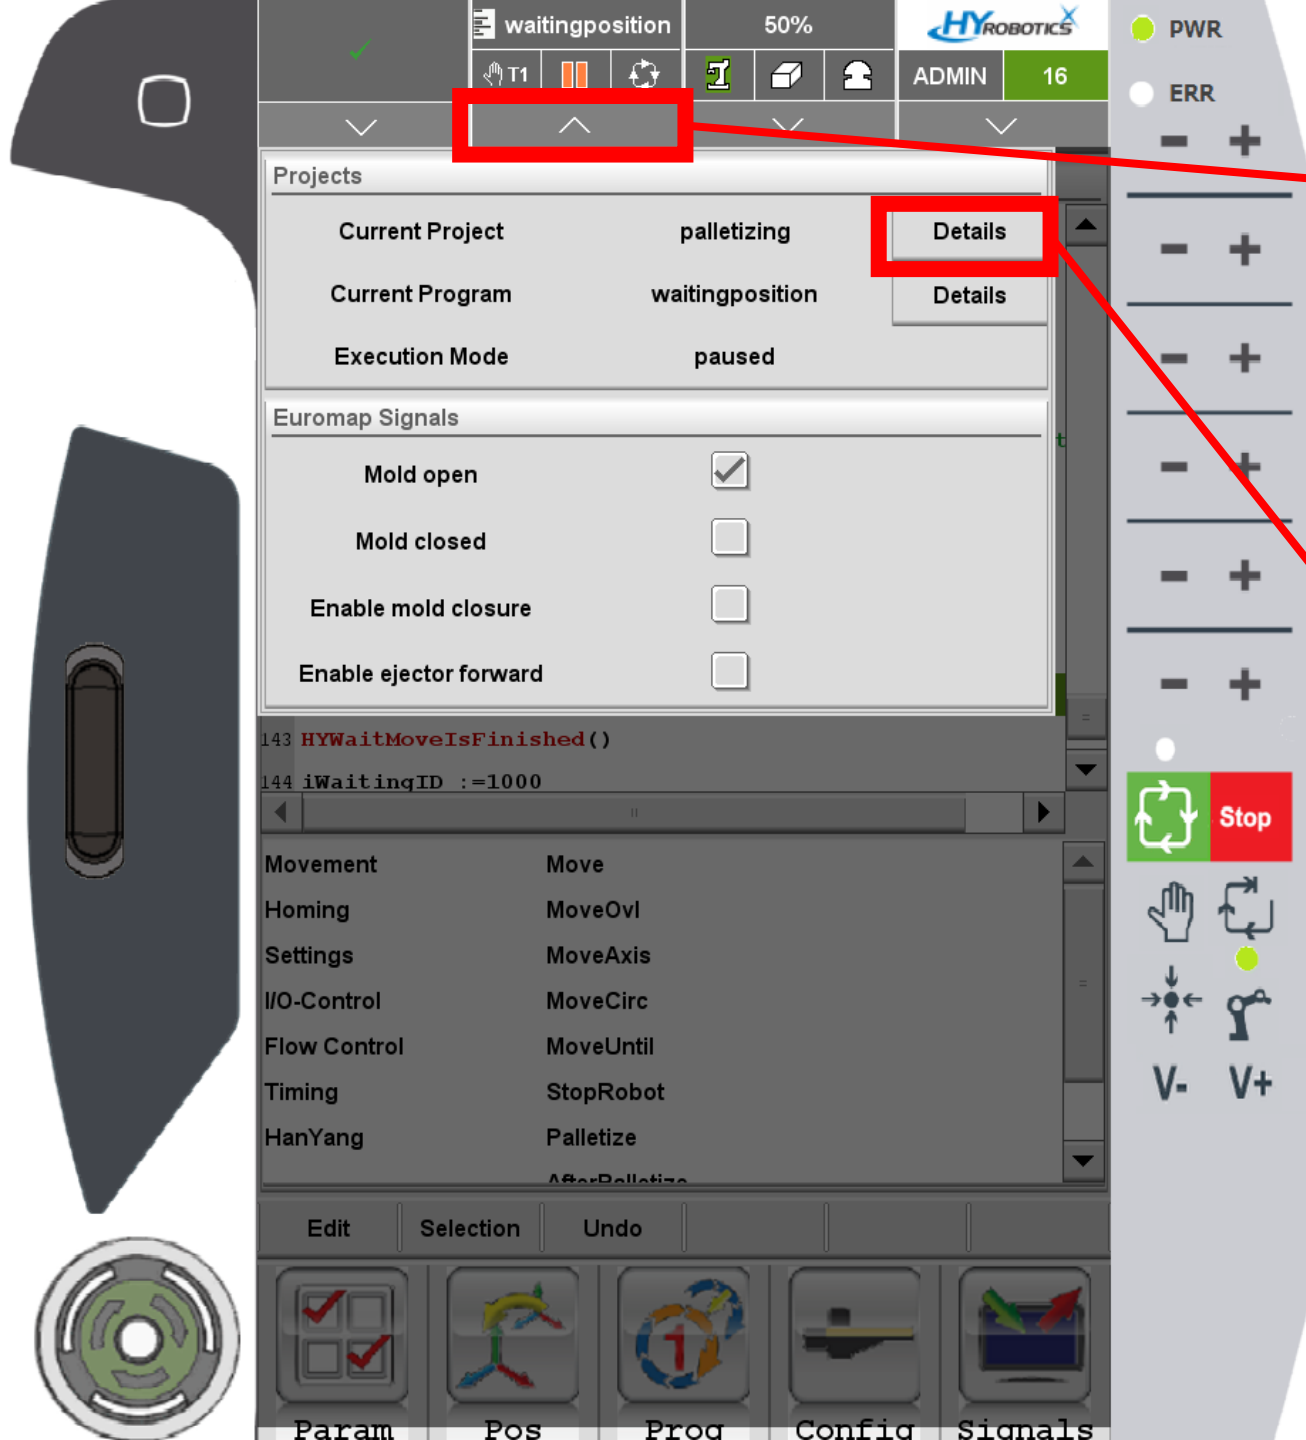 waitingposition 50% HYROBOTICS PWR
T1 ADMIN 16 ERR
Projects
Current Project palletizing Details
Current Program waitingposition Details
Execution Mode paused
Euromap Signals
t
Mold open
Mold closed
Enable mold closure
Enable ejector forward
143 HYWaitMoveIsFinished()
144 iWaitingID :=1000
Stop
Movement Move
Homing MoveOvl
Settings MoveAxis
I/O-Control MoveCirc
Flow Control MoveUntil
Timing StopRobot
V- V+
HanYang Palletize
AfterPalletize
Edit Selection Undo
1
Param Pos Prog Config Signals